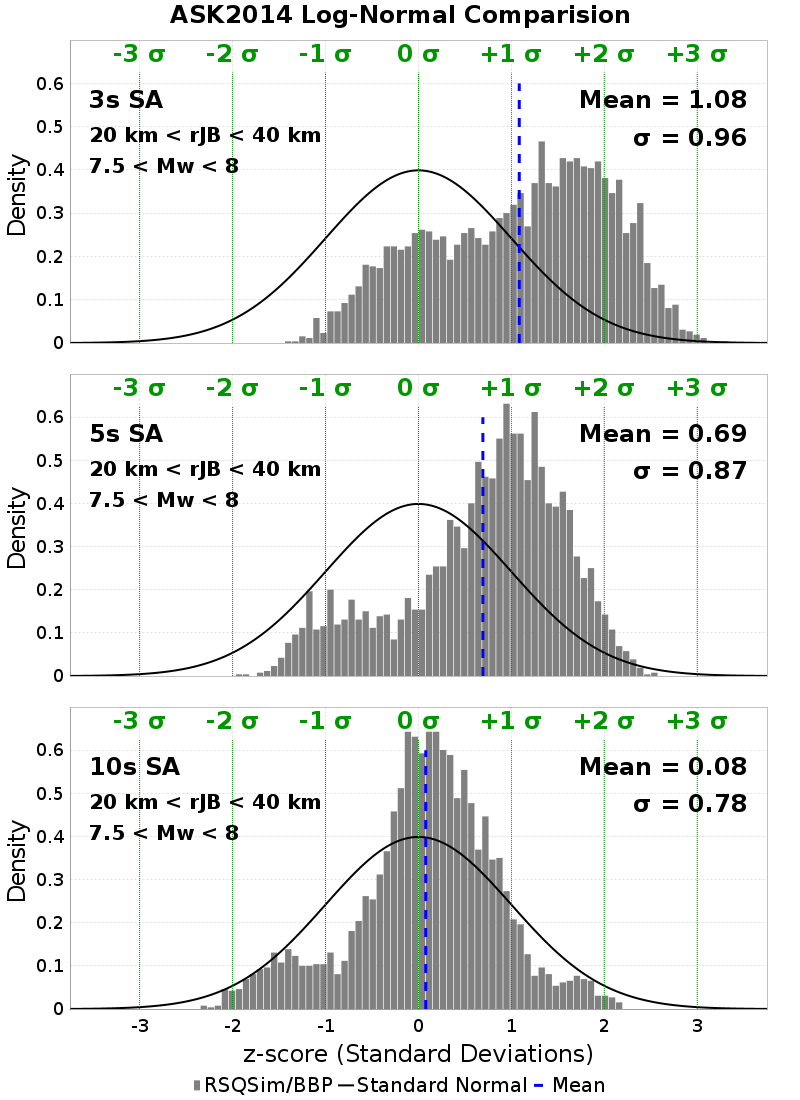 ASK2014 Log-Normal Comparision
-3 σ -2 σ -1 σ 0 σ +1 σ +2 σ +3 σ
3s SA
20 km < rJB < 40 km
7.5 < Mw < 8
Mean = 1.08
σ = 0.96
Density
0.6
0.5
0.4
0.3
0.2
0.1
0
-3 σ -2 σ -1 σ 0 σ +1 σ +2 σ +3 σ
5s SA
20 km < rJB < 40 km
7.5 < Mw < 8
Mean = 0.69
σ = 0.87
Density
0.6
0.5
0.4
0.3
0.2
0.1
0
-3 σ -2 σ -1 σ 0 σ +1 σ +2 σ +3 σ
10s SA
20 km < rJB < 40 km
7.5 < Mw < 8
Mean = 0.08
σ = 0.78
Density
0.6
0.5
0.4
0.3
0.2
0.1
0
-3 -2 -1 0 1 2 3
z-score (Standard Deviations)
RSQSim/BBP Standard Normal Mean